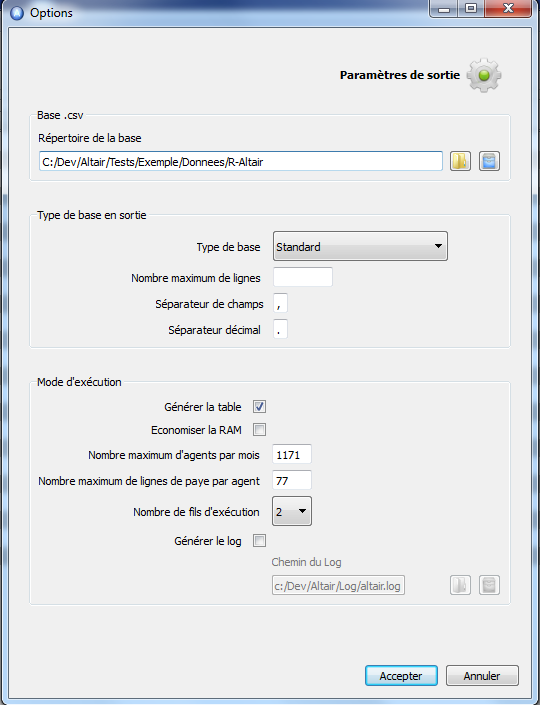 Options
Paramètres de sortie
Base .csv
Répertoire de la base
C:/Dev/Altair/Tests/Exemple/Donnees/R-Altair
Type de base en sortie
Type de base Standard
Nombre maximum de lignes
Séparateur de champs ,
Séparateur décimal .
Mode d'exécution
Générer la table
Economiser la RAM
Nombre maximum d'agents par mois 1171
Nombre maximum de lignes de paye par agent 77
Nombre de fils d'exécution 2
Générer le log
Chemin du Log
c:/Dev/Altair/Log/altair.log
Accepter Annuler